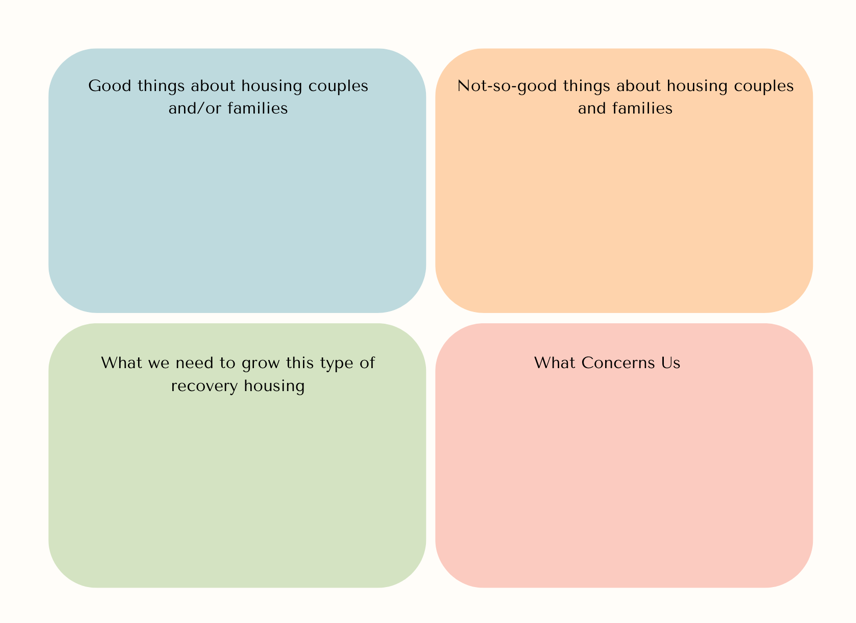 Good things about housing couples
and/or families
Not-so-good things about housing couples
and families
What we need to grow this type of
recovery housing
What Concerns Us